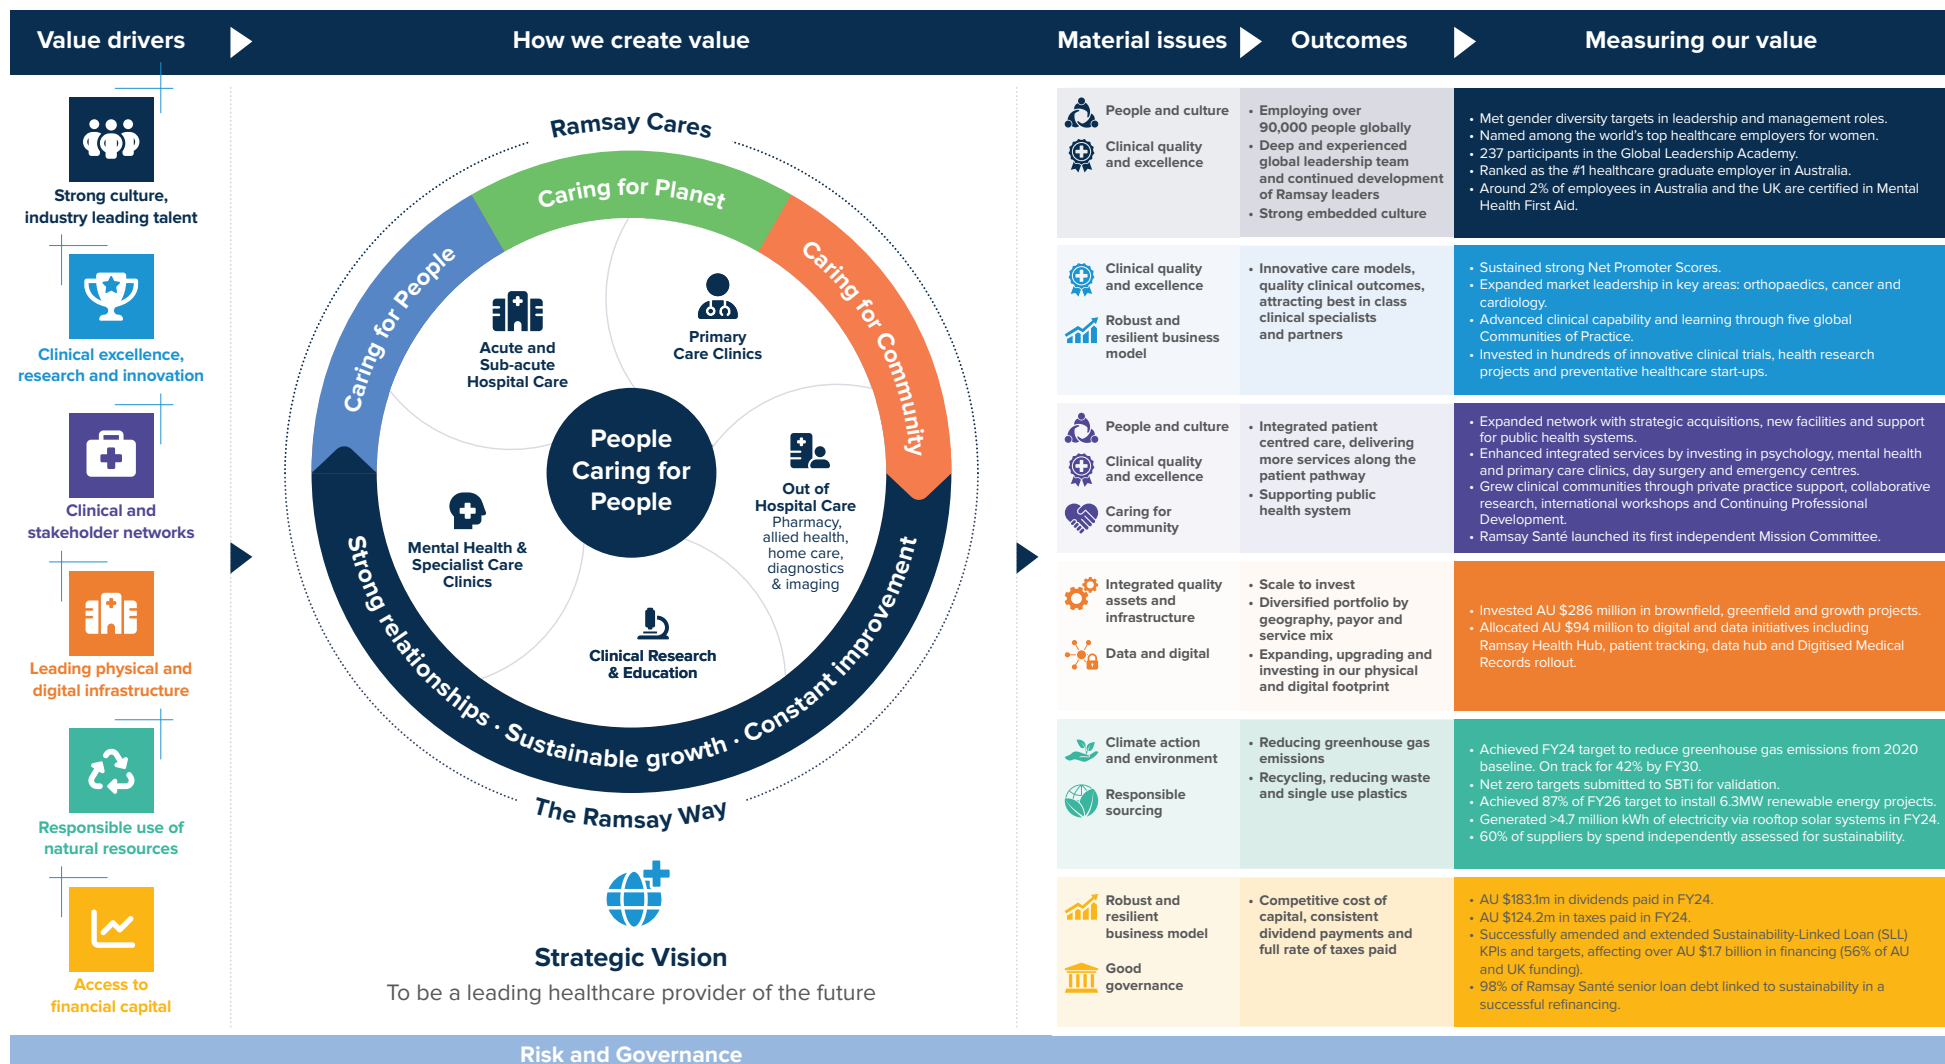 Value drivers
How we create value
Material issues
Outcomes
Measuring our value
Strong culture,
industry leading talent
Clinical excellence,
research and innovation
Clinical and
stakeholder networks
Leading physical and
digital infrastructure
Responsible use of
natural resources
Access to
financial capital
Ramsay Cares
Caring for People
Caring for Planet
Caring for Community
Acute and
Sub-acute
Hospital Care
Primary
Care Clinics
People
Caring for
People
Out of
Hospital Care
Pharmacy,
allied health,
home care,
diagnostics
& imaging
Mental Health &
Specialist Care
Clinics
Clinical Research
& Education
Strong relationships · Sustainable growth · Constant improvement
The Ramsay Way
Strategic Vision
To be a leading healthcare provider of the future
People and culture
Clinical quality
and excellence
• Employing over
90,000 people globally
• Deep and experienced
global leadership team
and continued development
of Ramsay leaders
• Strong embedded culture
• Met gender diversity targets in leadership and management roles.
• Named among the world's top healthcare employers for women.
• 237 participants in the Global Leadership Academy.
• Ranked as the #1 healthcare graduate employer in Australia.
• Around 2% of employees in Australia and the UK are certified in Mental
Health First Aid.
Clinical quality
and excellence
Robust and
resilient business
model
• Innovative care models,
quality clinical outcomes,
attracting best in class
clinical specialists
and partners
• Sustained strong Net Promoter Scores.
• Expanded market leadership in key areas: orthopaedics, cancer and
cardiology.
• Advanced clinical capability and learning through five global
Communities of Practice.
• Invested in hundreds of innovative clinical trials, health research
projects and preventative healthcare start-ups.
People and culture
Clinical quality
and excellence
Caring for
community
• Integrated patient
centred care, delivering
more services along the
patient pathway
• Supporting public
health system
• Expanded network with strategic acquisitions, new facilities and support
for public health systems.
• Enhanced integrated services by investing in psychology, mental health
and primary care clinics, day surgery and emergency centres.
• Grew clinical communities through private practice support, collaborative
research, international workshops and Continuing Professional
Development.
• Ramsay Santé launched its first independent Mission Committee.
Integrated quality
assets and
infrastructure
Data and digital
• Scale to invest
• Diversified portfolio by
geography, payor and
service mix
• Expanding, upgrading and
investing in our physical
and digital footprint
• Invested AU $286 million in brownfield, greenfield and growth projects.
• Allocated AU $94 million to digital and data initiatives including
Ramsay Health Hub, patient tracking, data hub and Digitised Medical
Records rollout.
Climate action
and environment
Responsible
sourcing
• Reducing greenhouse gas
emissions
• Recycling, reducing waste
and single use plastics
• Achieved FY24 target to reduce greenhouse gas emissions from 2020
baseline. On track for 42% by FY30.
• Net zero targets submitted to SBTi for validation.
• Achieved 87% of FY26 target to install 6.3MW renewable energy projects.
• Generated >4.7 million kWh of electricity via rooftop solar systems in FY24.
• 60% of suppliers by spend independently assessed for sustainability.
Robust and
resilient
business model
Good
governance
• Competitive cost of
capital, consistent
dividend payments and
full rate of taxes paid
• AU $183.1m in dividends paid in FY24.
• AU $124.2m in taxes paid in FY24.
• Successfully amended and extended Sustainability-Linked Loan (SLL)
KPIs and targets, affecting over AU $1.7 billion in financing (56% of AU
and UK funding).
• 98% of Ramsay Santé senior loan debt linked to sustainability in a
successful refinancing.
Risk and Governance